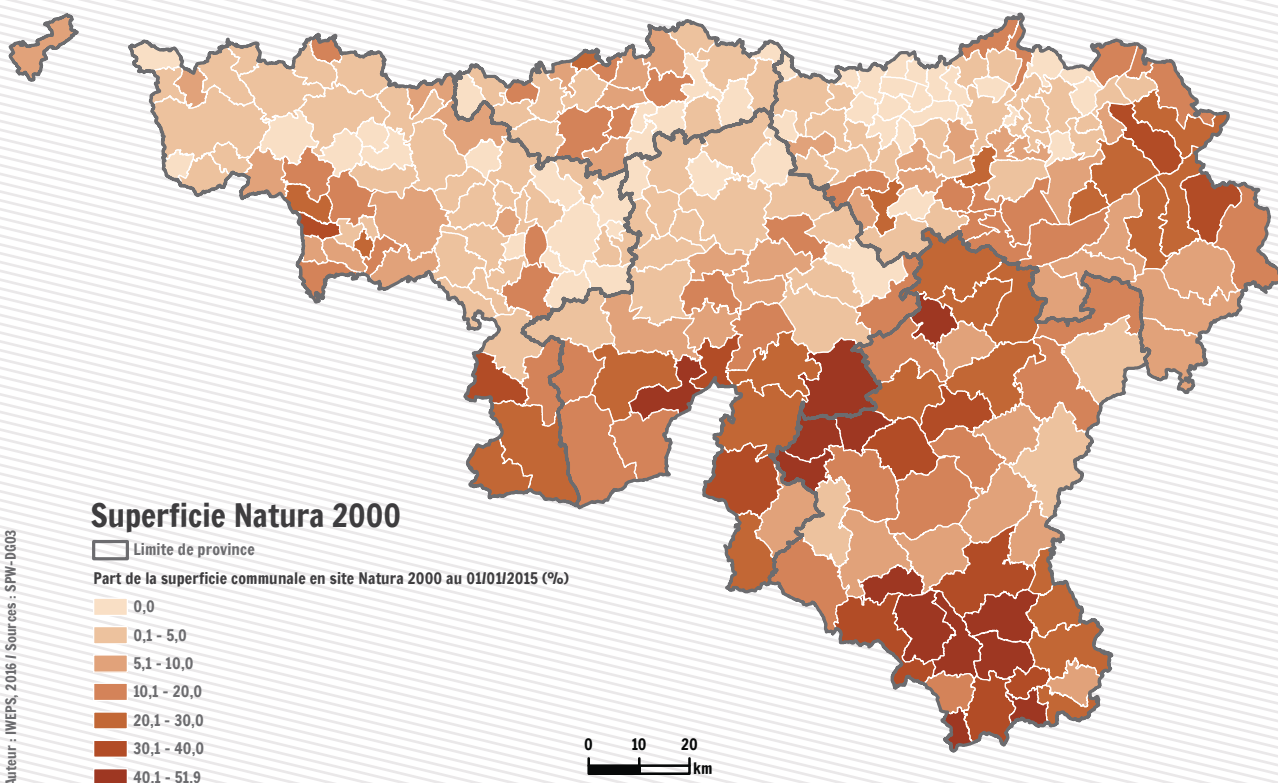 Superficie Natura 2000
Limite de province
Part de la superficie communale en site Natura 2000 au 01/01/2015 (%)
0,0
0,1 - 5,0
5,1 - 10,0
10,1 - 20,0
20,1 - 30,0
30,1 - 40,0
40,1 - 51,9
0 10 20
km
Auteur : IWEPS, 2016 / Sources : SPW-DG03